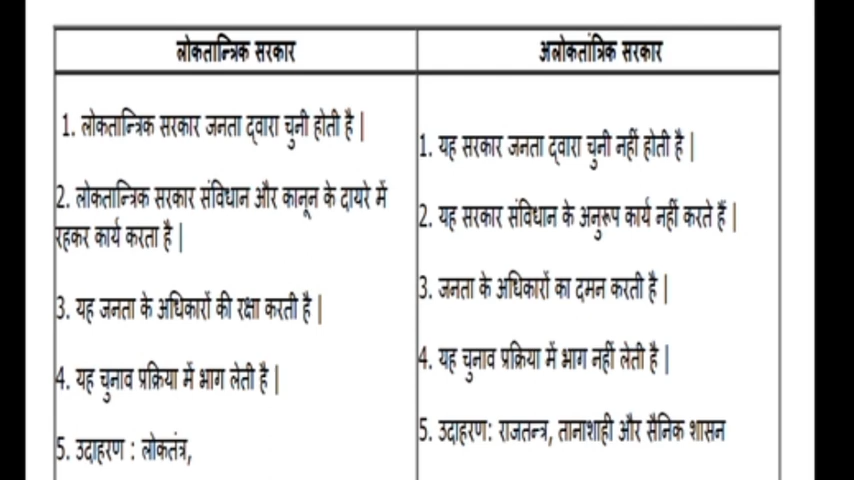 लोकतान्त्रिक सरकार
अलोकतांत्रिक सरकार
1. लोकतान्त्रिक सरकार जनता द्वारा चुनी होती है |
2. लोकतान्त्रिक सरकार संविधान और कानून के दायरे में
रहकर कार्य करता है |
3. यह जनता के अधिकारों की रक्षा करती है |
4. यह चुनाव प्रक्रिया में भाग लेती है |
5. उदाहरण : लोकतंत्र,
1. यह सरकार जनता द्वारा चुनी नहीं होती है |
2. यह सरकार संविधान के अनुरूप कार्य नहीं करते हैं |
3. जनता के अधिकारों का दमन करती है |
4. यह चुनाव प्रक्रिया में भाग नहीं लेती है |
5. उदाहरण: राजतन्त्र, तानाशाही और सैनिक शासन